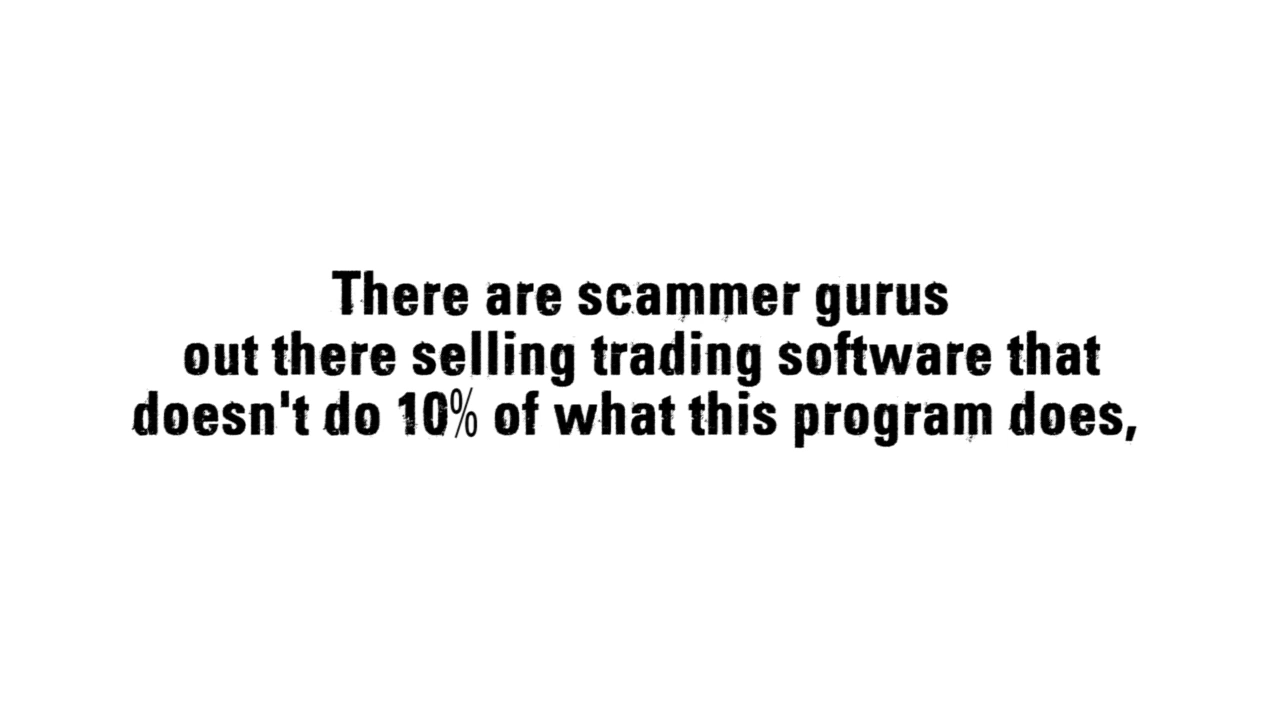 There are scammer gurus
out there selling trading software that
doesn't do 10% of what this program does,